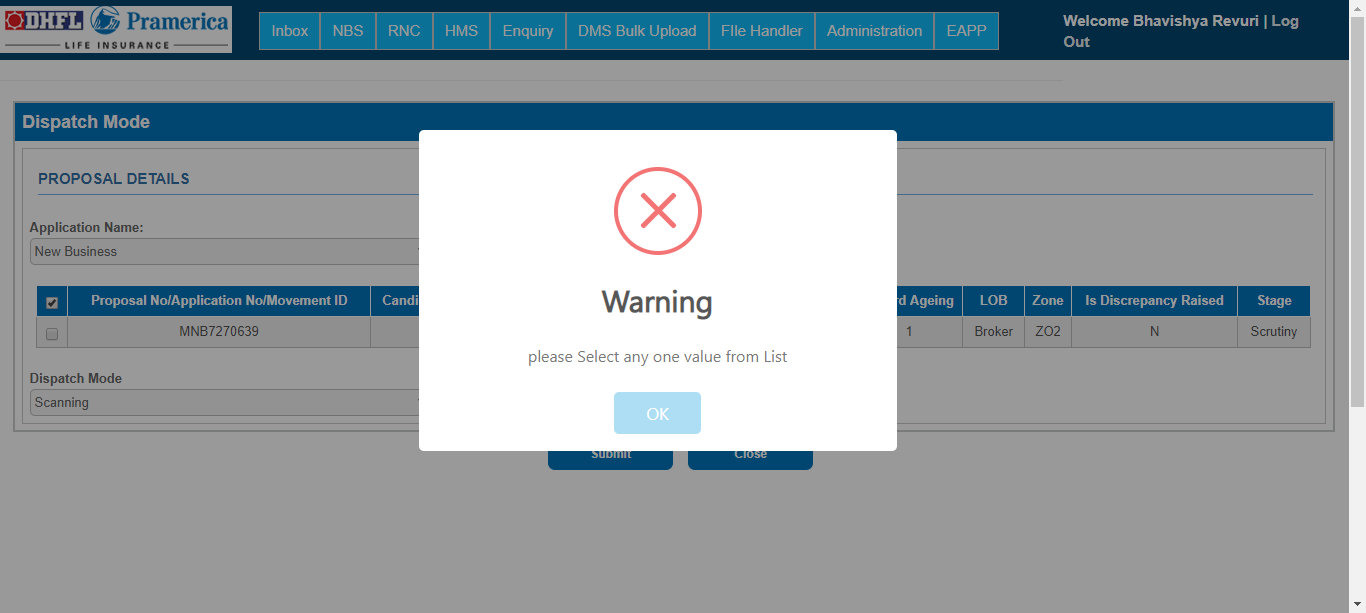 DHFL Pramerica
LIFE INSURANCE
Inbox NBS RNC HMS Enquiry DMS Bulk Upload FIle Handler Administration EAPP
Welcome Bhavishya Revuri | Log
Out
Dispatch Mode
PROPOSAL DETAILS
Application Name:
New Business
Proposal No/Application No/Movement ID Candi d Ageing LOB Zone Is Discrepancy Raised Stage
MNB7270639 1 Broker ZO2 N Scrutiny
Dispatch Mode
Scanning
Warning
please Select any one value from List
OK
Submit Close